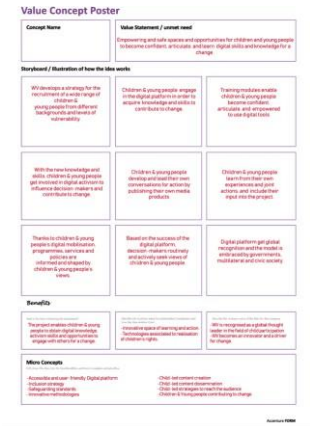 Value Concept Poster
Concept Name
Value Statement / unmet need
Empowering and safe spaces and opportunities for children and young people
to become confident articulate and learn digital skills and knowledge for a
change
Storyboard / Illustration of how the idea works
WV develops a strategy for the
recruitment of a wide range of
children &
young people from different
backgrounds and levels of
vulnerability
Children & young people engage
in the digital platform in order to
acquire knowledge and skills to
contribute to change.
Training modules enable
children & young people
become confident
articulate and empowered
to use digital tools
With the new knowledge and
skills children & young people
get involved in digital activism to
influence decision-makers and
contribute to change.
Children & young people
develop and lead their own
conversations for action by
publishing their own media
products
Children & young people
learn from their own
experiences and joint
actions, and include their
input into the project.
Thanks to children & young
people's digital mobilisation
programmes, services and
policies are
informed and shaped by
children & young people's
views
Based on the success of the
digital platform,
decision-makers routinely
and actively seek views of
children & young people
Digital platform get global
recognition and the model is
embraced by governments,
multilateral and civic society
Benefits
The project enables children & young
people to obtain digital knowledge,
activism skills and opportunities to
engage with others for a change.
-Innovative space of learning and action
-Technologies associated to realisation
of children's rights.
-WV is recognised as a global thought
leader in the field of child participation
-WV becomes an innovator and a driver
for change
Micro Concepts
-Accessible and user-friendly Digital platform
-Inclusion strategy
-Safeguarding standards
-Innovative methodologies
-Child-led content creation
-Child-led content dissemination
-Child-led strategies to reach the audience
-Children & Young people contributing to change
Accenture FORM